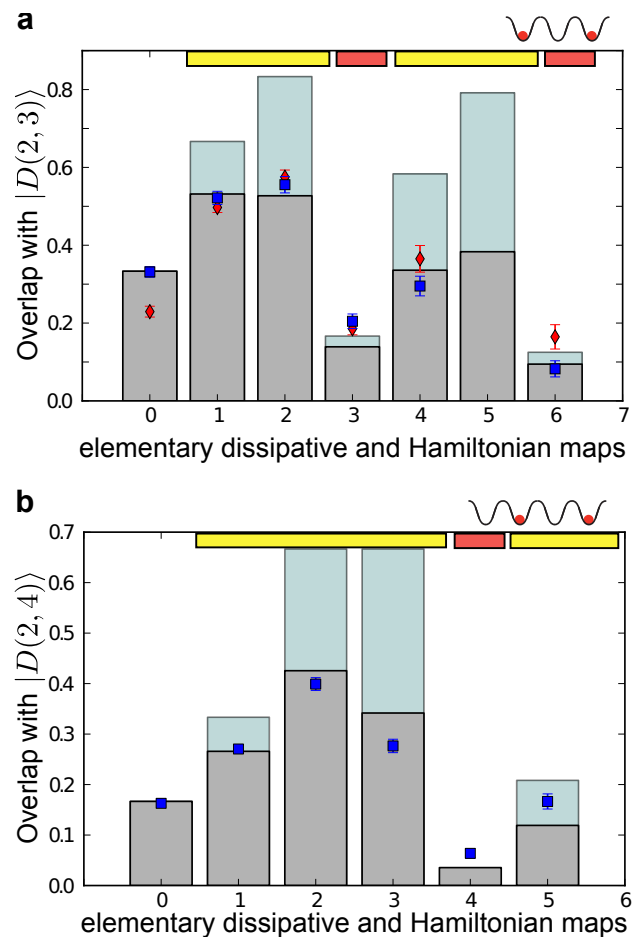 a
0.8
0.6
0.4
0.2
0.0
Overlap with |D(2, 3)⟩
0 1 2 3 4 5 6 7
elementary dissipative and Hamiltonian maps
b
0.7
0.6
0.5
0.4
0.3
0.2
0.1
0.0
Overlap with |D(2, 4)⟩
0 1 2 3 4 5 6
elementary dissipative and Hamiltonian maps